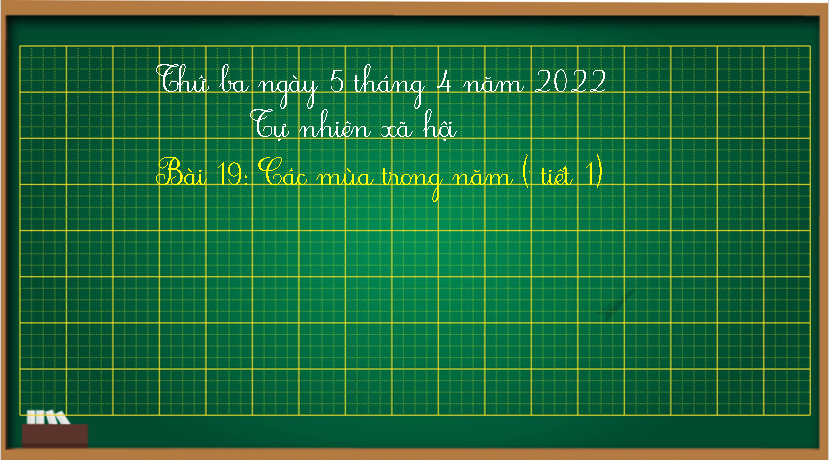 Thứ ba ngày 5 tháng 4 năm 2022
Tự nhiên xã hội
Bài 19: Các mùa trong năm ( tiết 1)